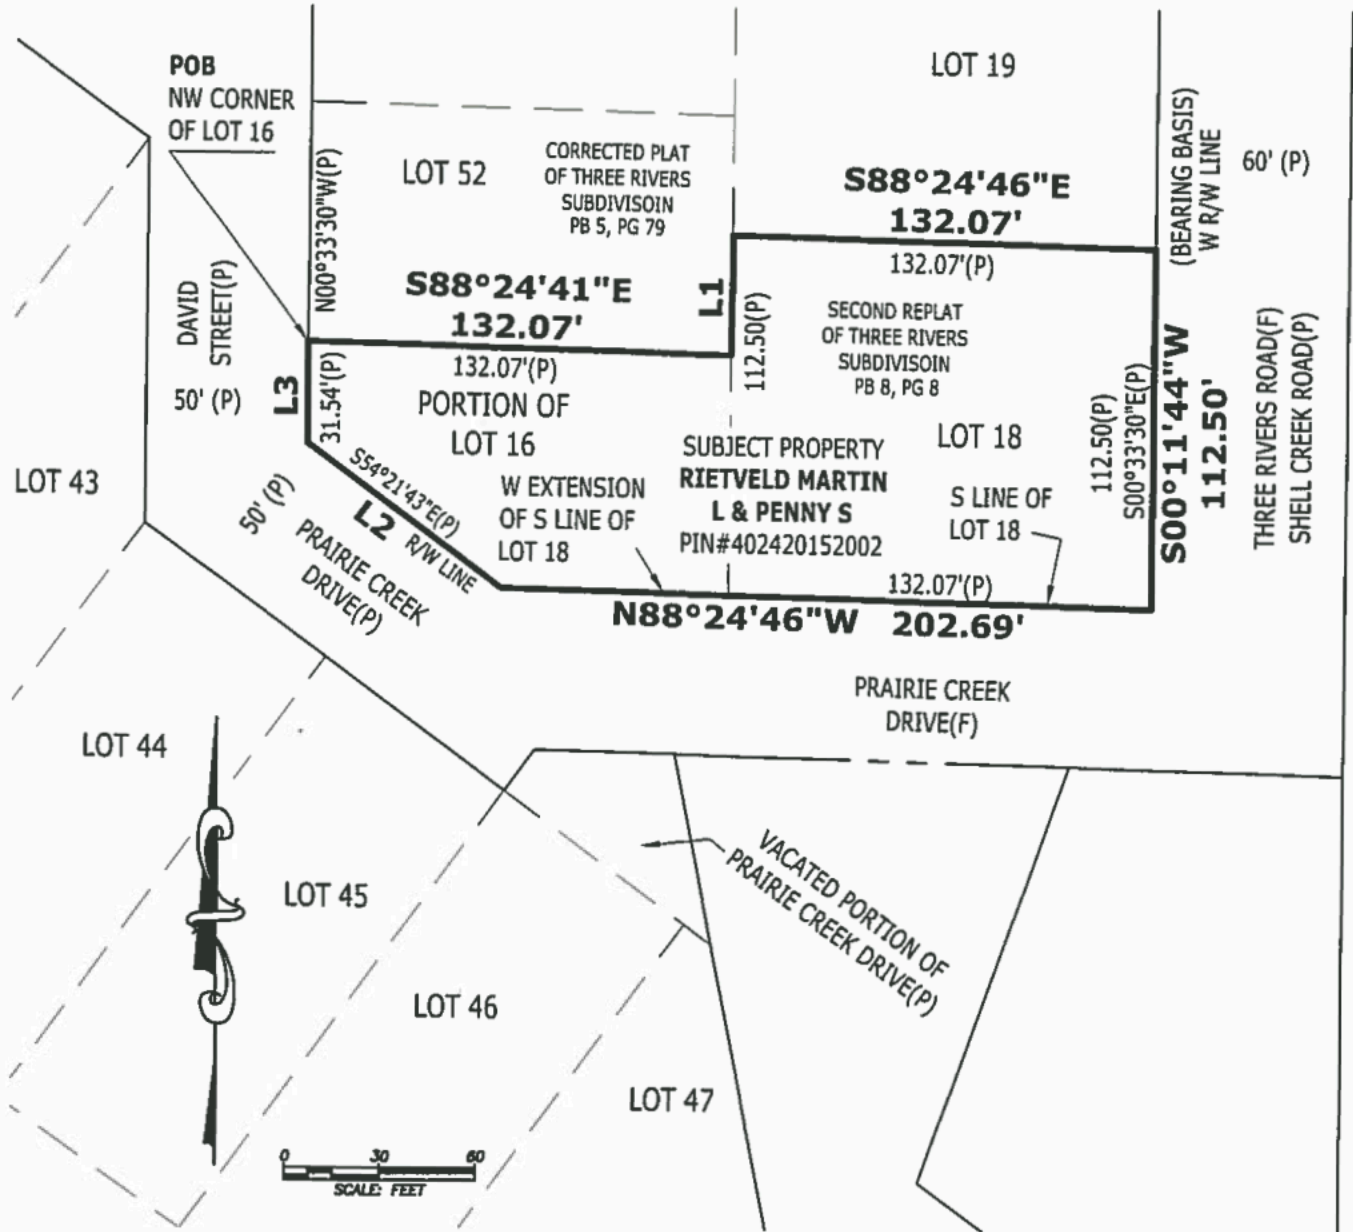 POB
NW CORNER
OF LOT 16
LOT 19
LOT 52
CORRECTED PLAT
OF THREE RIVERS
SUBDIVISOIN
PB 5, PG 79
N00°33'30"W(P)
S88°24'46"E
132.07'
132.07'(P)
(BEARING BASIS)
W R/W LINE
60' (P)
DAVID
STREET(P)
50' (P)
S88°24'41"E
132.07'
132.07'(P)
L1
112.50(P)
SECOND REPLAT
OF THREE RIVERS
SUBDIVISOIN
PB 8, PG 8
L3
31.54'(P)
PORTION OF
LOT 16
SUBJECT PROPERTY
RIETVELD MARTIN
L & PENNY S
PIN#402420152002
LOT 18
112.50(P)
S00°33'30"E(P)
S00°11'44"W
112.50'
THREE RIVERS ROAD(F)
SHELL CREEK ROAD(P)
LOT 43
50' (P)
S54°21'43"E(P)
L2
R/W LINE
PRAIRIE CREEK
DRIVE(P)
W EXTENSION
OF S LINE OF
LOT 18
S LINE OF
LOT 18
132.07'(P)
N88°24'46"W 202.69'
PRAIRIE CREEK
DRIVE(F)
LOT 44
LOT 45
LOT 46
LOT 47
VACATED PORTION OF
PRAIRIE CREEK DRIVE(P)
0 30 60
SCALE: FEET